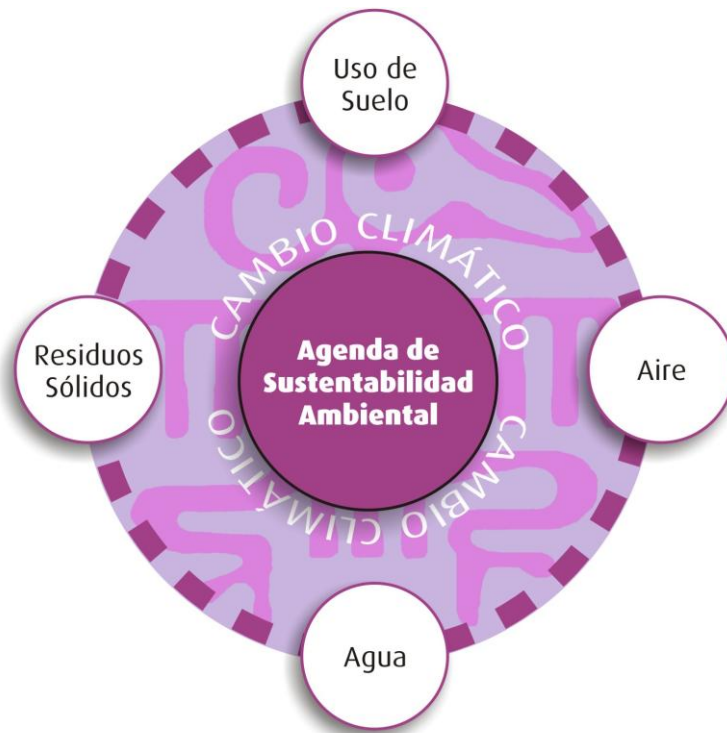 Uso de
Suelo
CAMBIO CLIMÁTICO
Residuos
Sólidos
Agenda de
Sustentabilidad
Ambiental
Aire
CAMBIO CLIMÁTICO
Agua